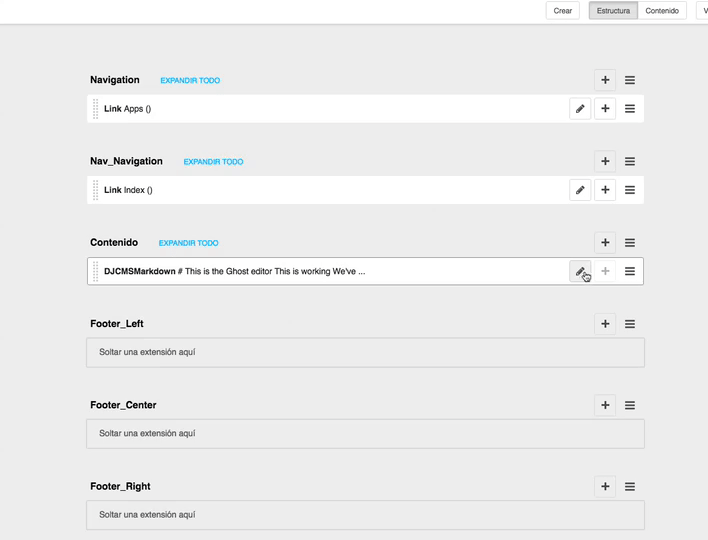 Crear Estructura Contenido V
Navigation EXPANDIR TODO
Link Apps ()
Nav_Navigation EXPANDIR TODO
Link Index ()
Contenido EXPANDIR TODO
DJCMSMarkdown # This is the Ghost editor This is working We've ...
Footer_Left
Soltar una extensión aquí
Footer_Center
Soltar una extensión aquí
Footer_Right
Soltar una extensión aquí